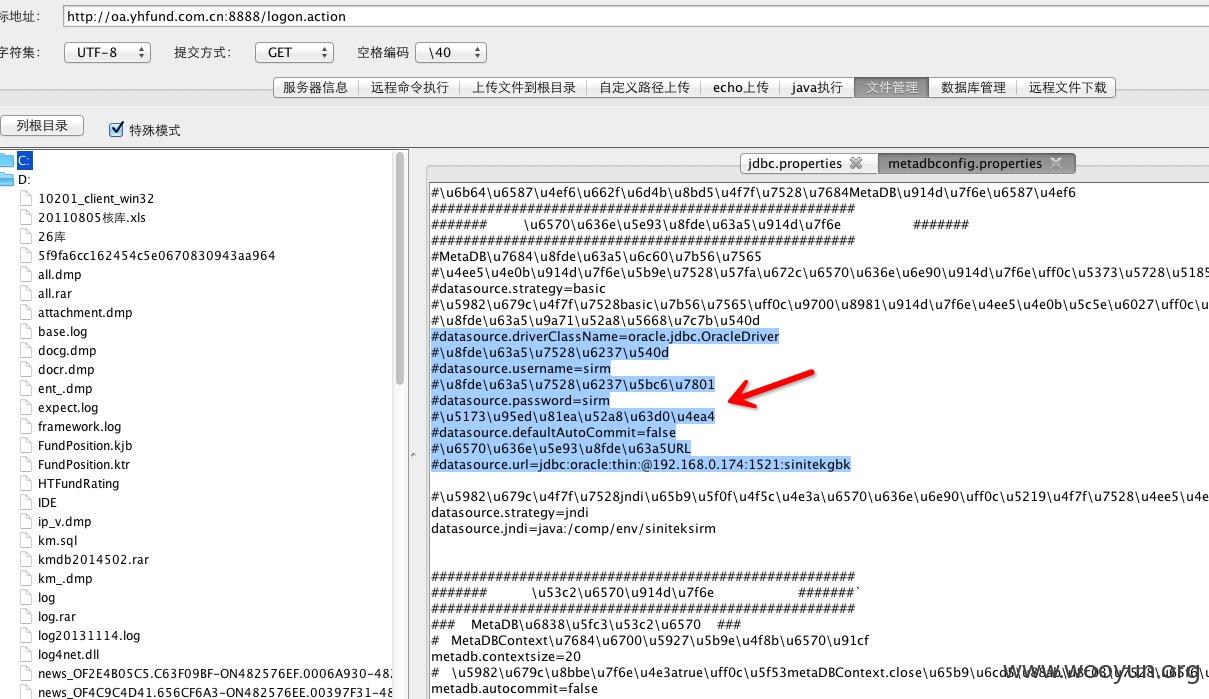 标地址: http://oa.yhfund.com.cn:8888/logon.action
字符集: UTF-8 提交方式: GET 空格编码 \40
服务器信息 远程命令执行 上传文件到根目录 自定义路径上传 echo上传 java执行 文件管理 数据库管理 远程文件下载
列根目录 特殊模式
C:
D:
10201_client_win32
20110805核库.xls
26库
5f9fa6cc162454c5e0670830943aa964
all.dmp
all.rar
attachment.dmp
base.log
docg.dmp
docr.dmp
ent_.dmp
expect.log
framework.log
FundPosition.kjb
FundPosition.ktr
HTFundRating
IDE
ip_v.dmp
km.sql
kmdb2014502.rar
km_.dmp
log
log.rar
log20131114.log
log4net.dll
news_OF2E4B05C5.C63F09BF-ON482576EF.0006A930-482
news_OF4C9C4D41.656CF6A3-ON482576EE.00397F31-48
jdbc.properties metadbconfig.properties
#\u6b64\u6587\u4ef6\u662f\u6d4b\u8bd5\u4f7f\u7528\u7684MetaDB\u914d\u7f6e\u6587\u4ef6
#####################################################
####### \u6570\u636e\u5e93\u8fde\u63a5\u914d\u7f6e #######
#####################################################
#MetaDB\u7684\u8fde\u63a5\u6c60\u7b56\u7565
#\u4ee5\u4e0b\u914d\u7f6e\u5b9e\u7528\u57fa\u672c\u6570\u636e\u6e90\u914d\u7f6e\uff0c\u5373\u5728\u5185
#datasource.strategy=basic
#\u5982\u679c\u4f7f\u7528basic\u7b56\u7565\uff0c\u9700\u8981\u914d\u7f6e\u4ee5\u4e0b\u5c5e\u6027\uff0c\u
#\u8fde\u63a5\u9a71\u52a8\u5668\u7c7b\u540d
#datasource.driverClassName=oracle.jdbc.OracleDriver
#\u8fde\u63a5\u7528\u6237\u540d
#datasource.username=sirm
#\u8fde\u63a5\u7528\u6237\u5bc6\u7801
#datasource.password=sirm
#\u5173\u95ed\u81ea\u52a8\u63d0\u4ea4
#datasource.defaultAutoCommit=false
#\u6570\u636e\u5e93\u8fde\u63a5URL
#datasource.url=jdbc:oracle:thin:@192.168.0.174:1521:sinitekgbk
#\u5982\u679c\u4f7f\u7528jndi\u65b9\u5f0f\u4f5c\u4e3a\u6570\u636e\u6e90\uff0c\u5219\u4f7f\u7528\u4ee5\u4e
datasource.strategy=jndi
datasource.jndi=java:/comp/env/siniteksirm
#####################################################
####### \u53c2\u6570\u914d\u7f6e #######`
#####################################################
### MetaDB\u6838\u5fc3\u53c2\u6570 ###
# MetaDBContext\u7684\u6700\u5927\u5b9e\u4f8b\u6570\u91cf
metadb.contextsize=20
# \u5982\u679c\u8bbe\u7f6e\u4e3atrue\uff0c\u5f53metaDBContext.close\u65b9\u6cd5
metadb.autocommit=false
www.wooyun.org